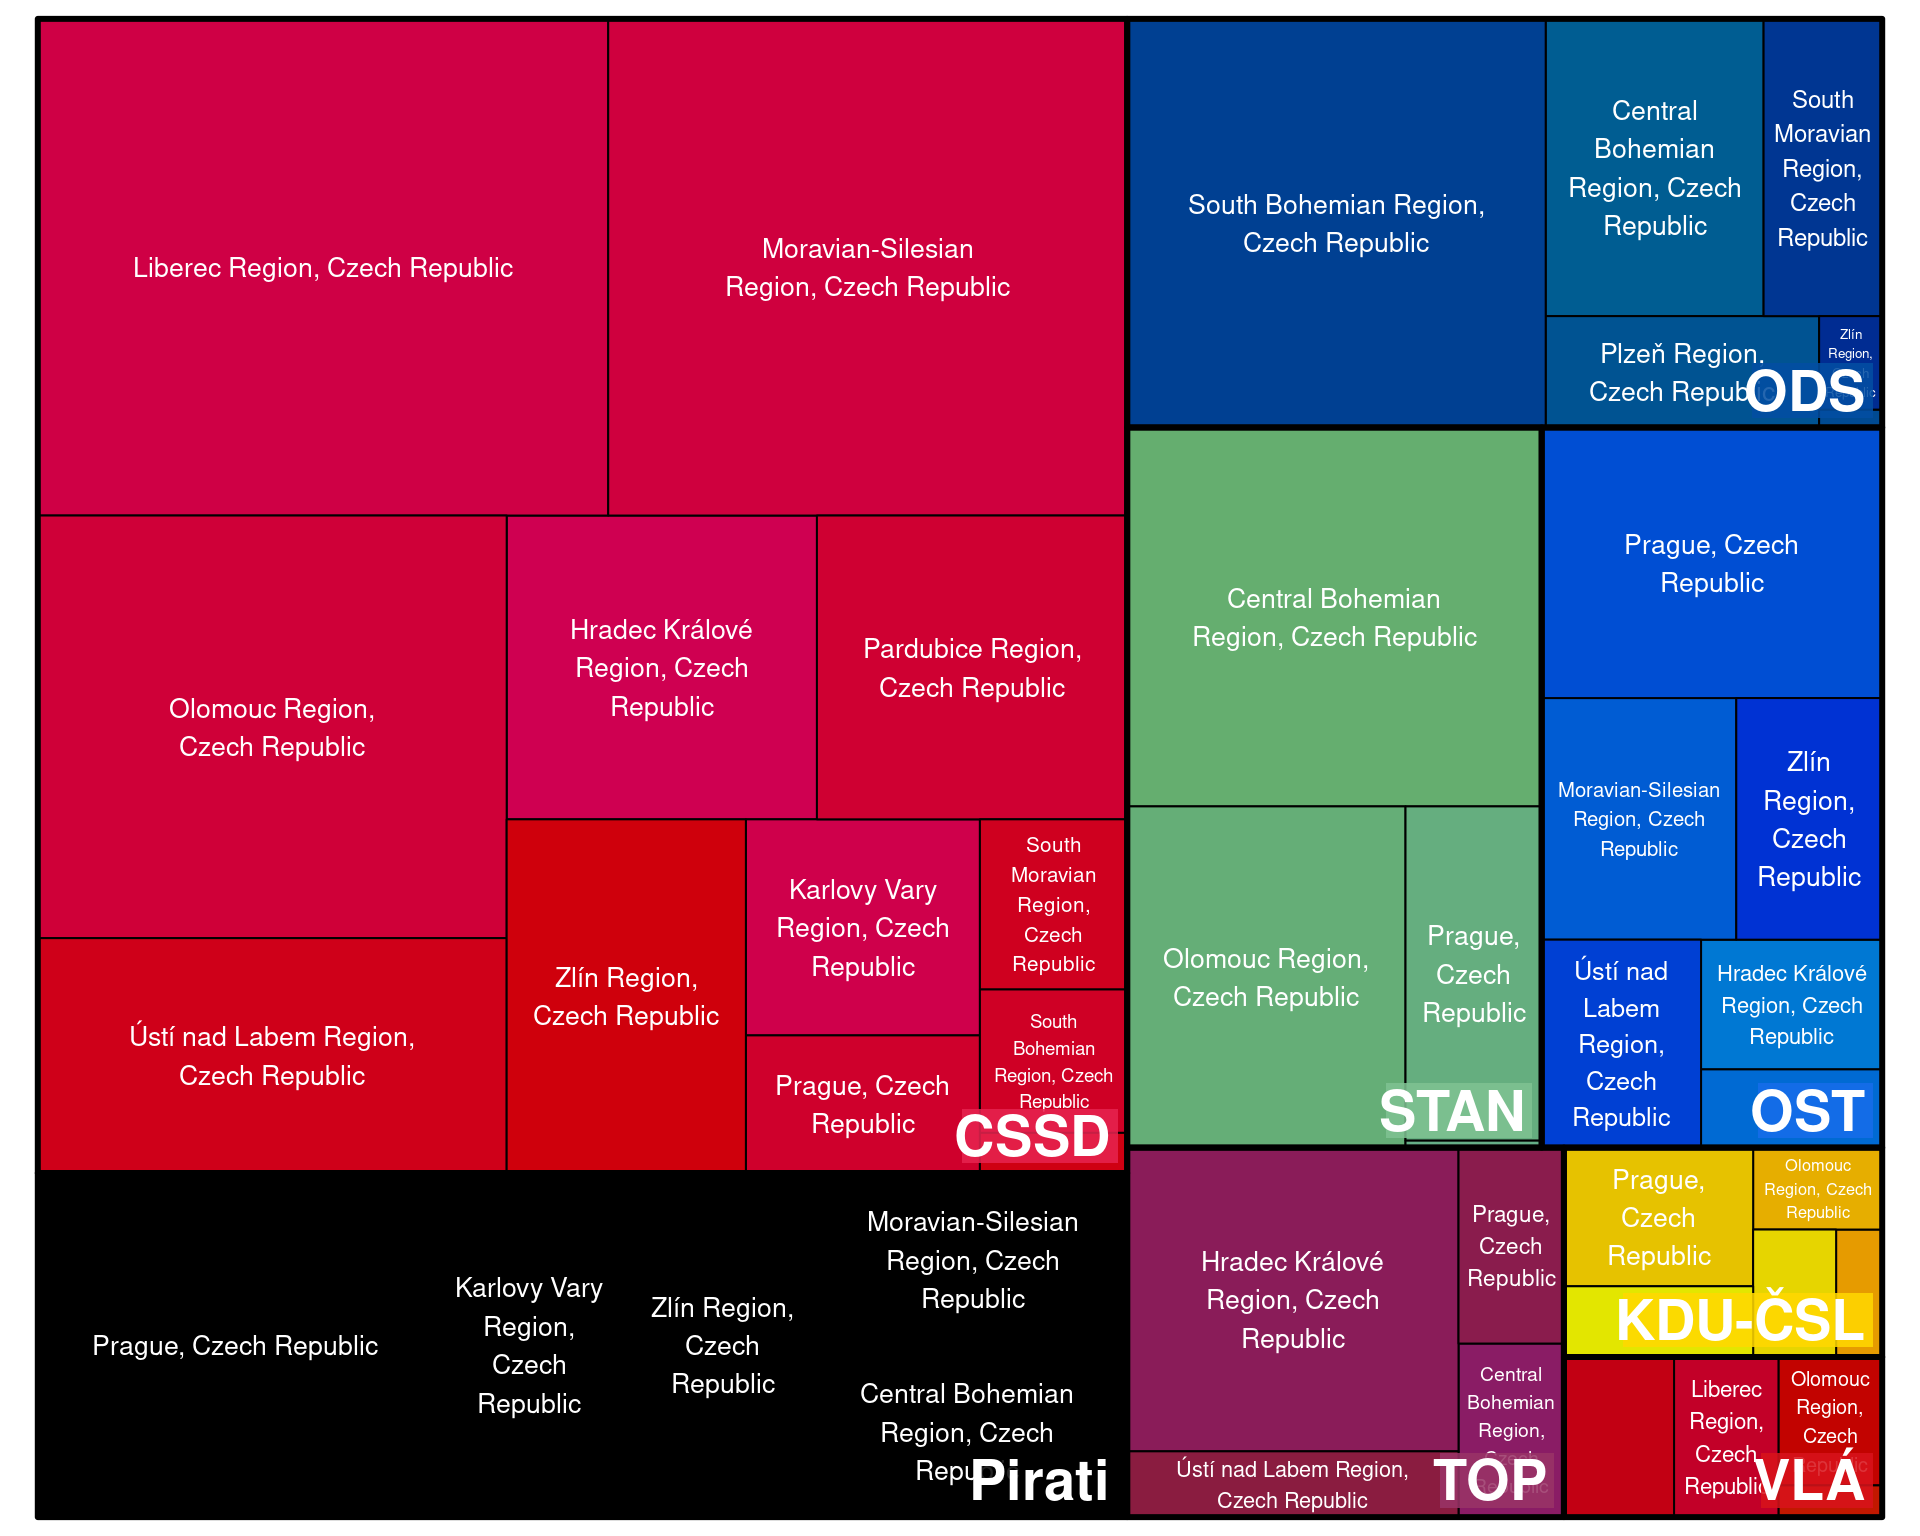 Liberec Region, Czech Republic
Moravian-Silesian
Region, Czech Republic
Olomouc Region,
Czech Republic
Hradec Králové
Region, Czech
Republic
Pardubice Region,
Czech Republic
Ústí nad Labem Region,
Czech Republic
Zlín Region,
Czech Republic
Karlovy Vary
Region, Czech
Republic
South
Moravian
Region,
Czech
Republic
Prague, Czech
Republic
South
Bohemian
Region, Czech
Republic
CSSD
Prague, Czech Republic
Karlovy Vary
Region,
Czech
Republic
Zlín Region,
Czech
Republic
Moravian-Silesian
Region, Czech
Republic
Central Bohemian
Region, Czech
Pirati
South Bohemian Region,
Czech Republic
Central
Bohemian
Region, Czech
Republic
South
Moravian
Region,
Czech
Republic
Plzeň Region,
Czech Republic
Zlín
Region,
ODS
Central Bohemian
Region, Czech Republic
Olomouc Region,
Czech Republic
Prague,
Czech
Republic
STAN
Prague, Czech
Republic
Moravian-Silesian
Region, Czech
Republic
Zlín
Region,
Czech
Republic
Ústí nad
Labem
Region,
Czech
Republic
Hradec Králové
Region, Czech
Republic
OST
Hradec Králové
Region, Czech
Republic
Prague,
Czech
Republic
Central
Bohemian
Region,
Czech
Republic
Ústí nad Labem Region,
Czech Republic
TOP
Prague,
Czech
Republic
Olomouc
Region, Czech
Republic
KDU-ČSL
Liberec
Region,
Czech
Republic
Olomouc
Region,
Czech
Republic
VLÁ